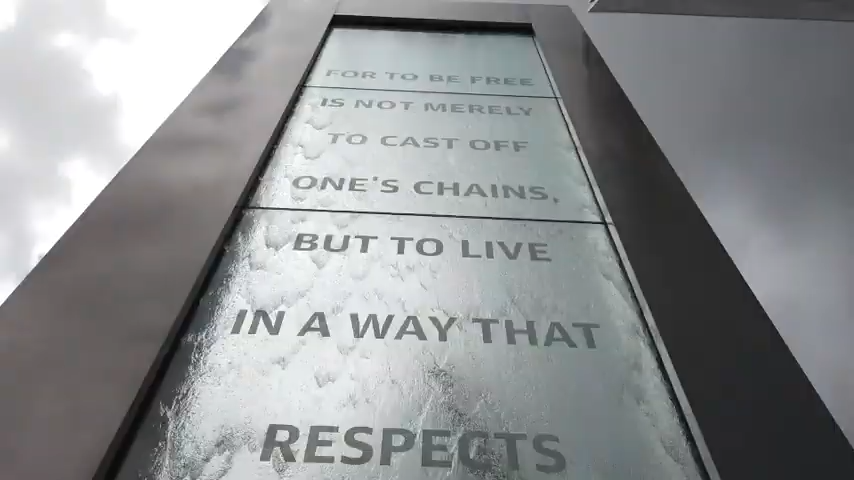 FOR TO BE FREE
IS NOT MERELY
TO CAST OFF
ONE'S CHAINS,
BUT TO LIVE
IN A WAY THAT
RESPECTS